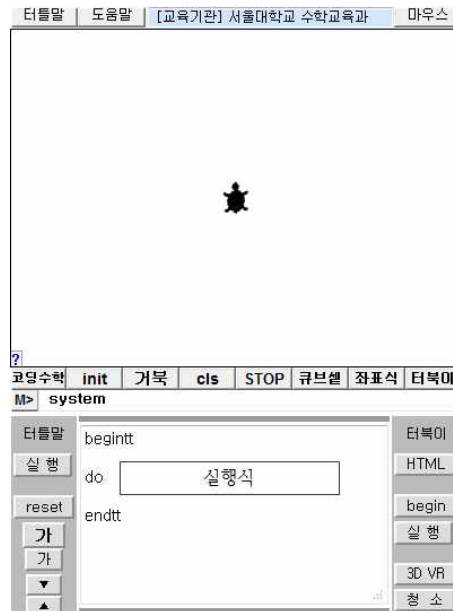 터틀말 도움말 [교육기관] 서울대학교 수학교육과 마우스
?
코딩수학 init 거북 cls STOP 큐브셀 좌표식 터북이
M> system
터틀말 begintt 터북이
실 행 do 실행식 HTML
reset endtt begin
가 실 행
가
▼ 3D VR
▲ 청 소